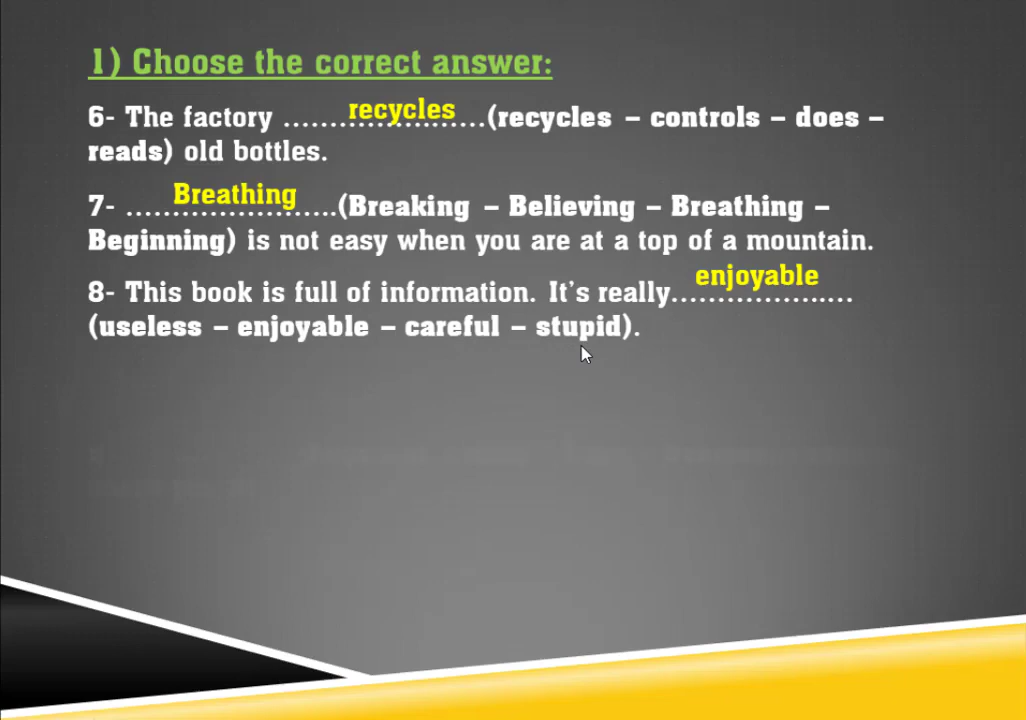 1) Choose the correct answer:
6- The factory ......................(recycles – controls – does –
recycles
reads) old bottles.
7- .......................(Breaking – Believing – Breathing –
Breathing
Beginning) is not easy when you are at a top of a mountain.
8- This book is full of information. It's really....................
enjoyable
(useless – enjoyable – careful – stupid).